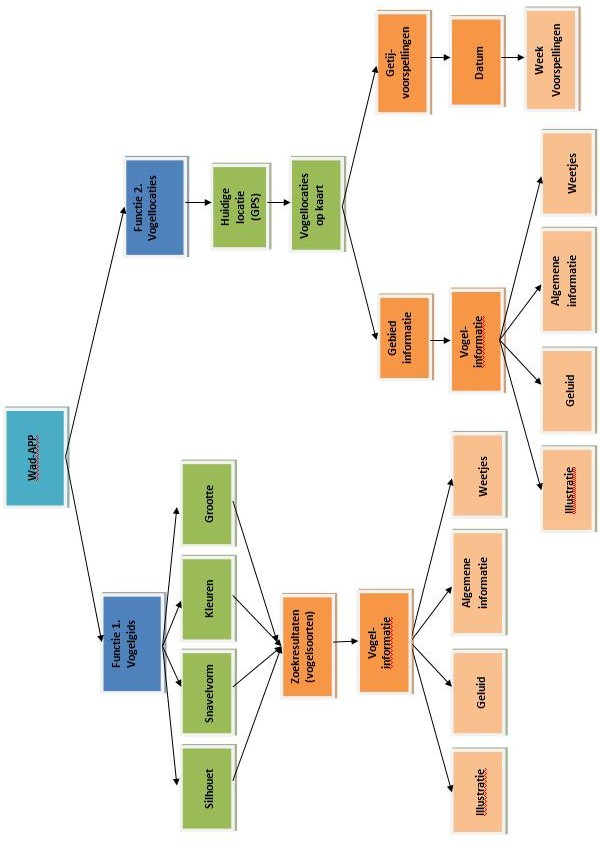 Wad-APP
Functie 1.
Vogelgids
Functie 2.
Vogellocaties
Silhouet
Snavelvorm
Kleuren
Grootte
Huidige
locatie
(GPS)
Zoekresultaten
(vogelsoorten)
Vogellocaties
op kaart
Vogel-
informatie
Gebied
informatie
Getij-
voorspellingen
Illustratie
Geluid
Algemene
informatie
Weetjes
Vogel-
informatie
Datum
Illustratie
Geluid
Algemene
informatie
Weetjes
Week
Voorspellingen